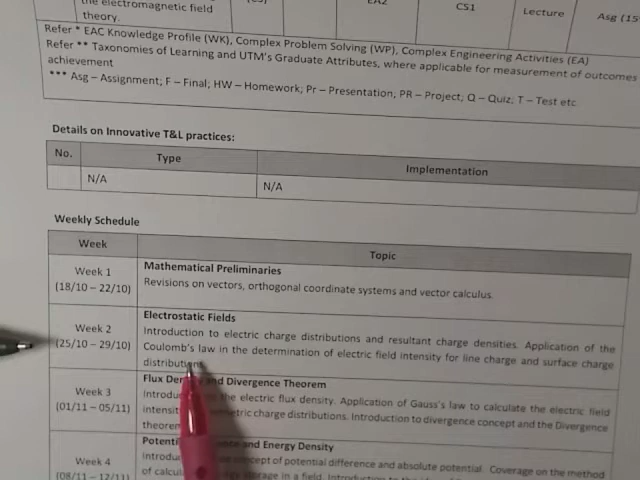 the electromagnetic field
theory.
EA2
CS1
Lecture
Asg (15
Refer * EAC Knowledge Profile (WK), Complex Problem Solving (WP), Complex Engineering Activities (EA)
Refer ** Taxonomies of Learning and UTM's Graduate Attributes, where applicable for measurement of outcomes
achievement
*** Asg – Assignment; F – Final; HW – Homework; Pr – Presentation; PR – Project; Q – Quiz; T – Test etc.
Details on Innovative T&L practices:
No. Type Implementation
N/A N/A
Weekly Schedule
Week Topic
Week 1
(18/10 – 22/10)
Mathematical Preliminaries
Revisions on vectors, orthogonal coordinate systems and vector calculus.
Week 2
(25/10 – 29/10)
Electrostatic Fields
Introduction to electric charge distributions and resultant charge densities. Application of the
Coulomb's law in the determination of electric field intensity for line charge and surface charge
distributions.
Week 3
(01/11 – 05/11)
Flux Density and Divergence Theorem
the electric flux density. Application of Gauss's law to calculate the electric field
charge distributions. Introduction to divergence concept and the Divergence
Week 4
(08/11 – 12/11)
and Energy Density
concept of potential difference and absolute potential. Coverage on the method
of storage in a field. Introduction to the